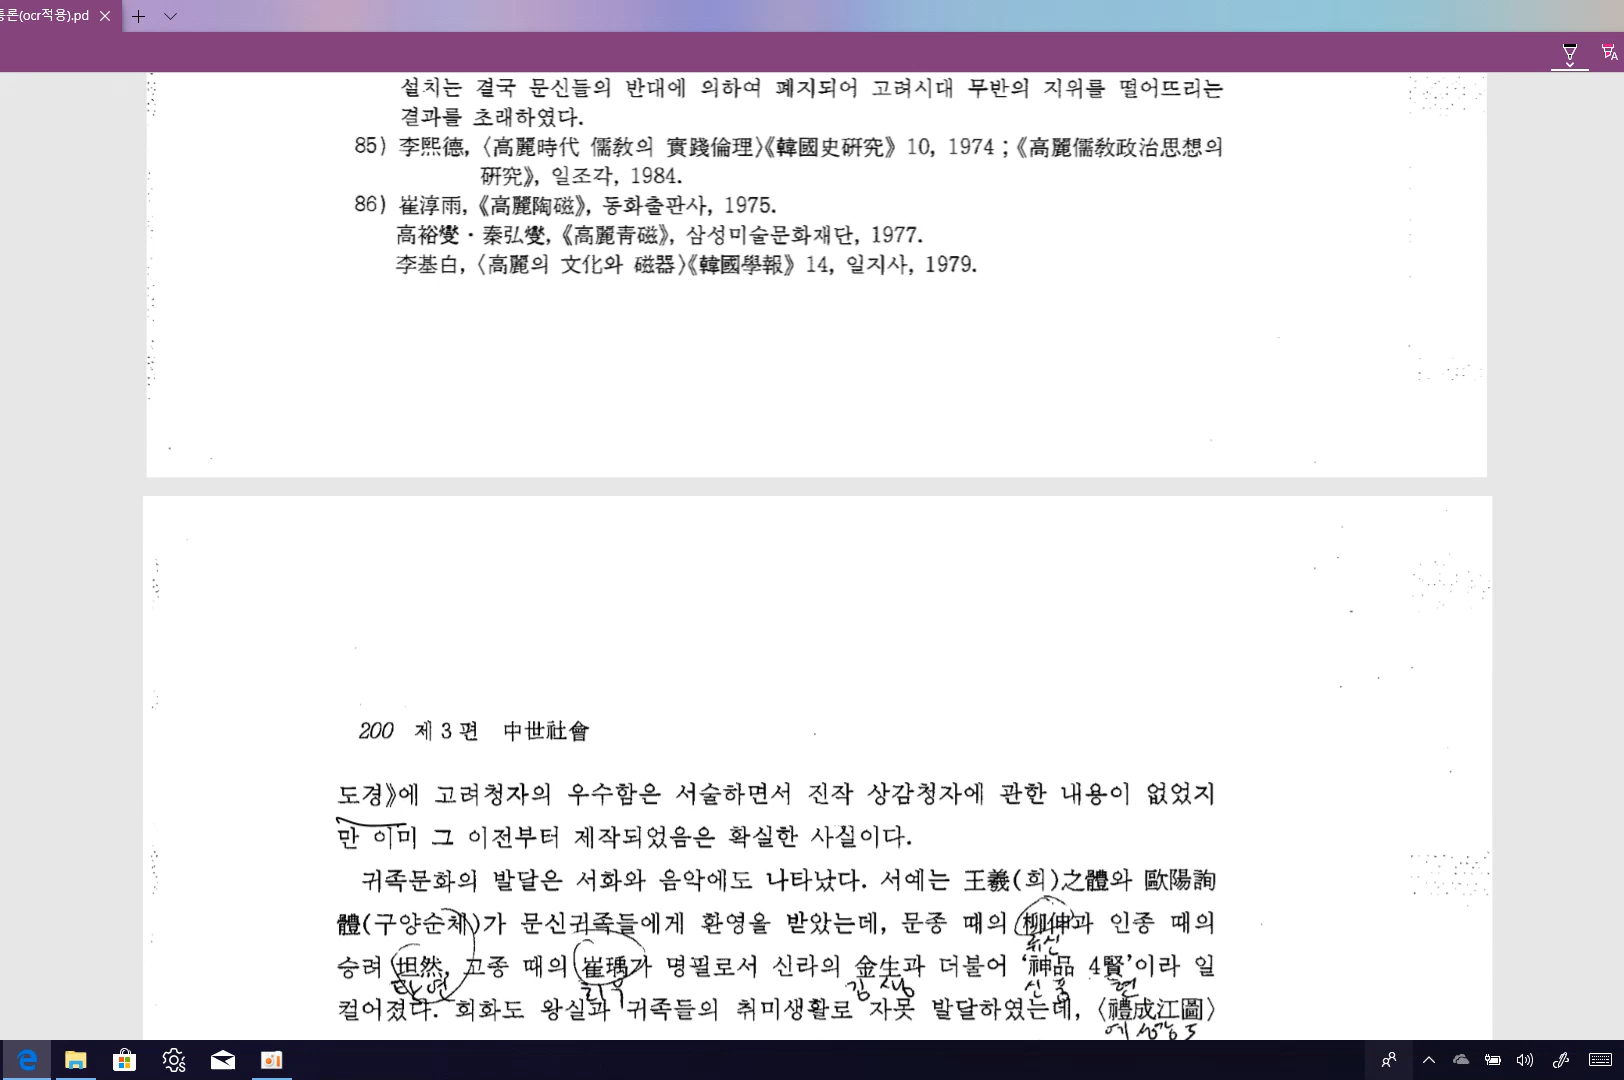 통론(ocr적용).pd
설치는 결국 문신들의 반대에 의하여 폐지되어 고려시대 무반의 지위를 떨어뜨리는
결과를 초래하였다.
85) 李熙德, 〈高麗時代 儒敎의 實踐倫理〉《韓國史硏究》 10, 1974 ; 《高麗儒敎政治思想의
硏究》, 일조각, 1984.
86) 崔淳雨, 《高麗陶磁》, 동화출판사, 1975.
高裕燮 · 秦弘燮, 《高麗靑磁》, 삼성미술문화재단, 1977.
李基白, 〈高麗의 文化와 磁器〉《韓國學報》 14, 일지사, 1979.
200 제 3 편 中世社會
도경》에 고려청자의 우수함은 서술하면서 진작 상감청자에 관한 내용이 없었지
만 이미 그 이전부터 제작되었음은 확실한 사실이다.
귀족문화의 발달은 서화와 음악에도 나타났다. 서예는 王羲(희)之體와 歐陽詢
體(구양순체)가 문신귀족들에게 환영을 받았는데, 문종 때의 柳伸과 인종 때의
유신
승려 坦然, 고종 때의 崔瑀가 명필로서 신라의 金生과 더불어 ‘神品 4賢’이라 일
탄연 최우 김생 신품 현
컬어졌다. 회화도 왕실과 귀족들의 취미생활로 자못 발달하였는데, 〈禮成江圖〉
예성강도